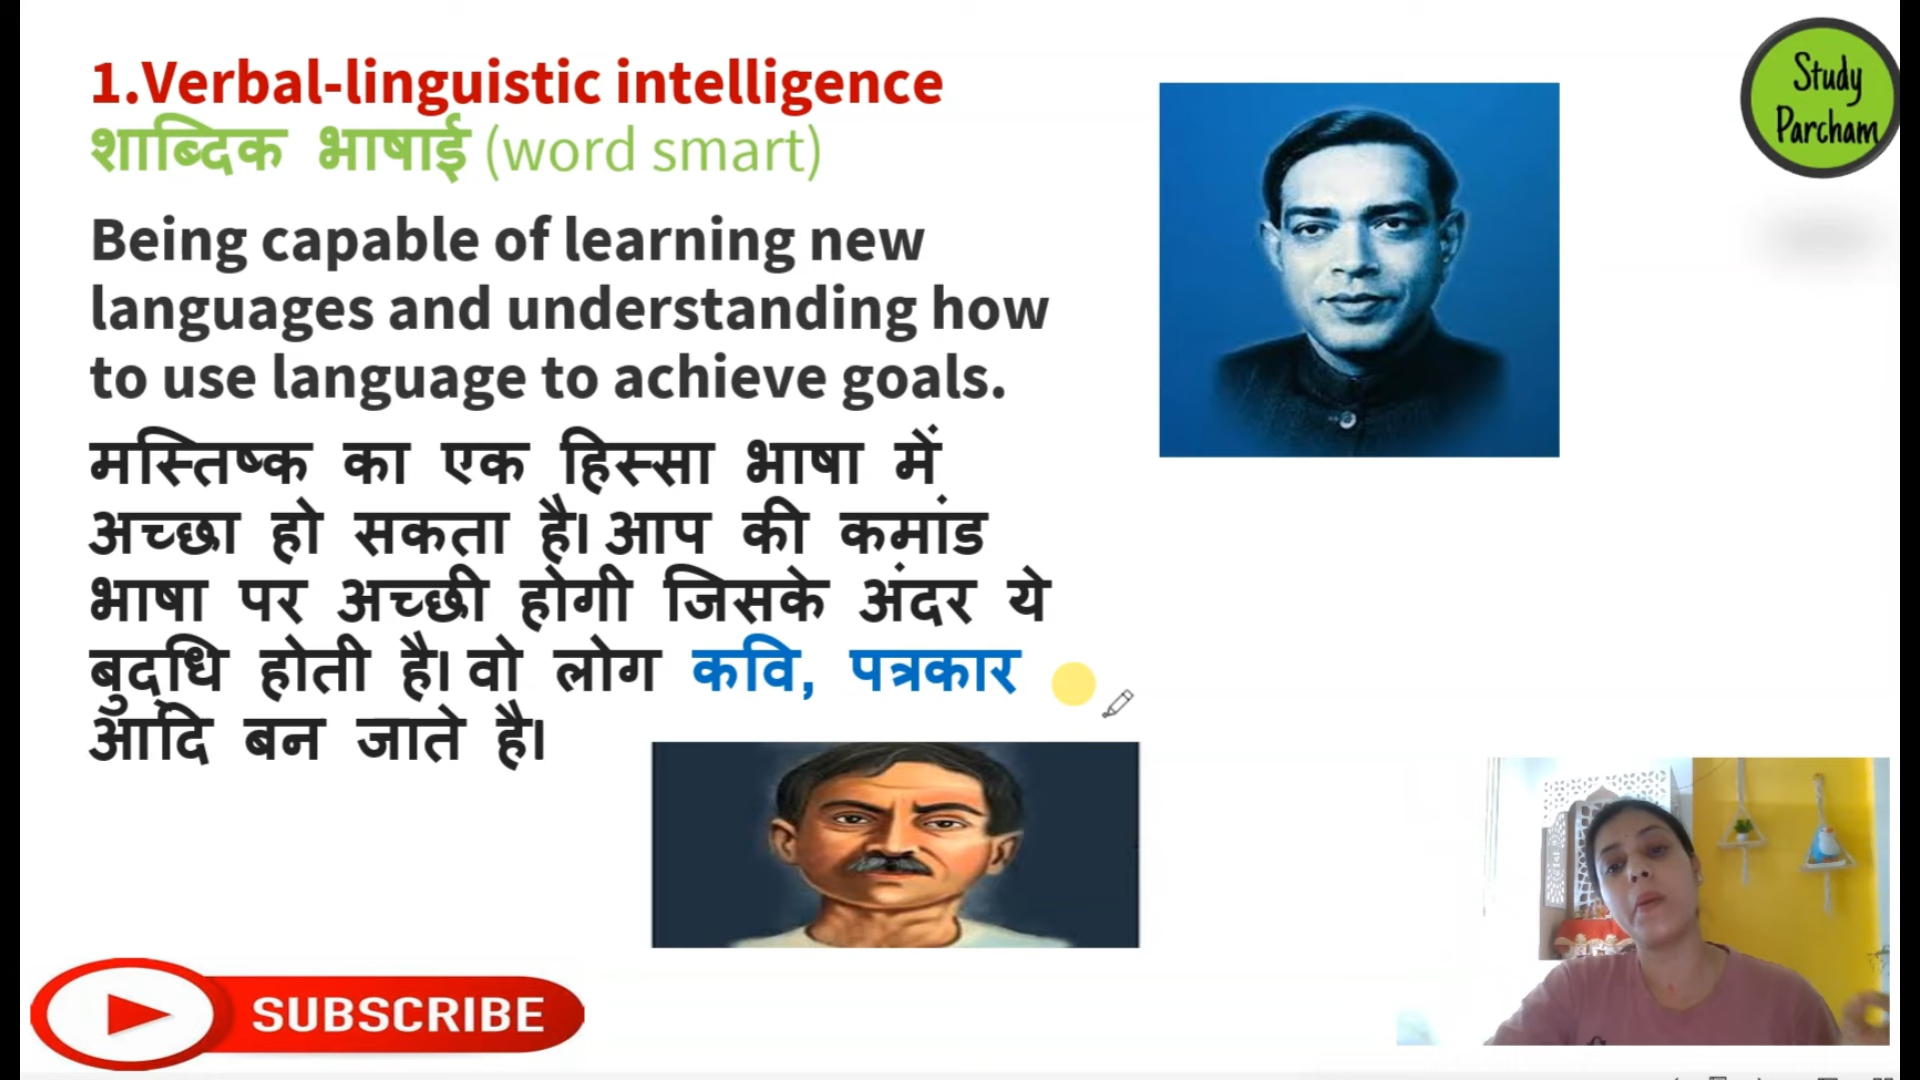 1.Verbal-linguistic intelligence
शाब्दिक भाषाई (word smart)
Being capable of learning new
languages and understanding how
to use language to achieve goals.
मस्तिष्क का एक हिस्सा भाषा में
अच्छा हो सकता है। आप की कमांड
भाषा पर अच्छी होगी जिसके अंदर ये
बुद्धि होती है। वो लोग कवि, पत्रकार
आदि बन जाते है।
Study
Parcham
SUBSCRIBE